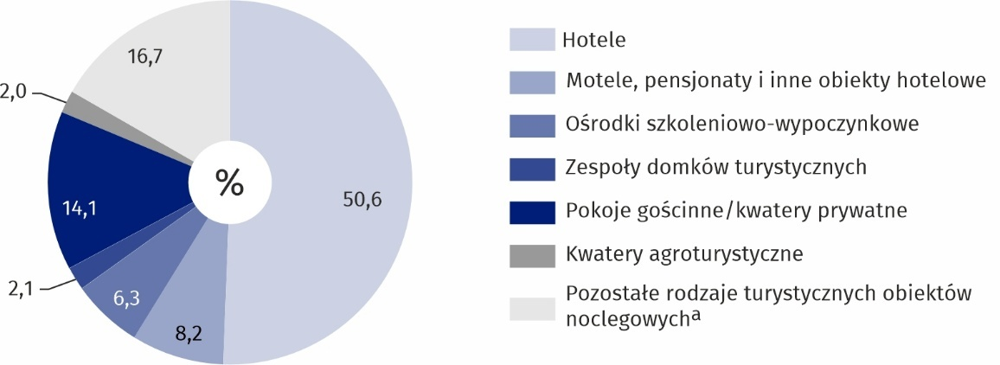 16,7
2,0
%
50,6
14,1
2,1
6,3
8,2
Hotele
Motele, pensjonaty i inne obiekty hotelowe
Ośrodki szkoleniowo-wypoczynkowe
Zespoły domków turystycznych
Pokoje gościnne/kwatery prywatne
Kwatery agroturystyczne
Pozostałe rodzaje turystycznych obiektów
noclegowychª